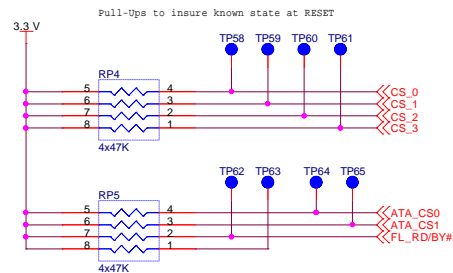 Pull-Ups to insure known state at RESET
3.3 V
TP58 TP59 TP60 TP61
RP4
5 4 CS_0
6 3 CS_1
7 2 CS_2
8 1 CS_3
4x47K
TP62 TP63 TP64 TP65
RP5
5 4 ATA_CS0
6 3 ATA_CS1
7 2 FL_RD/BY#
8 1
4x47K